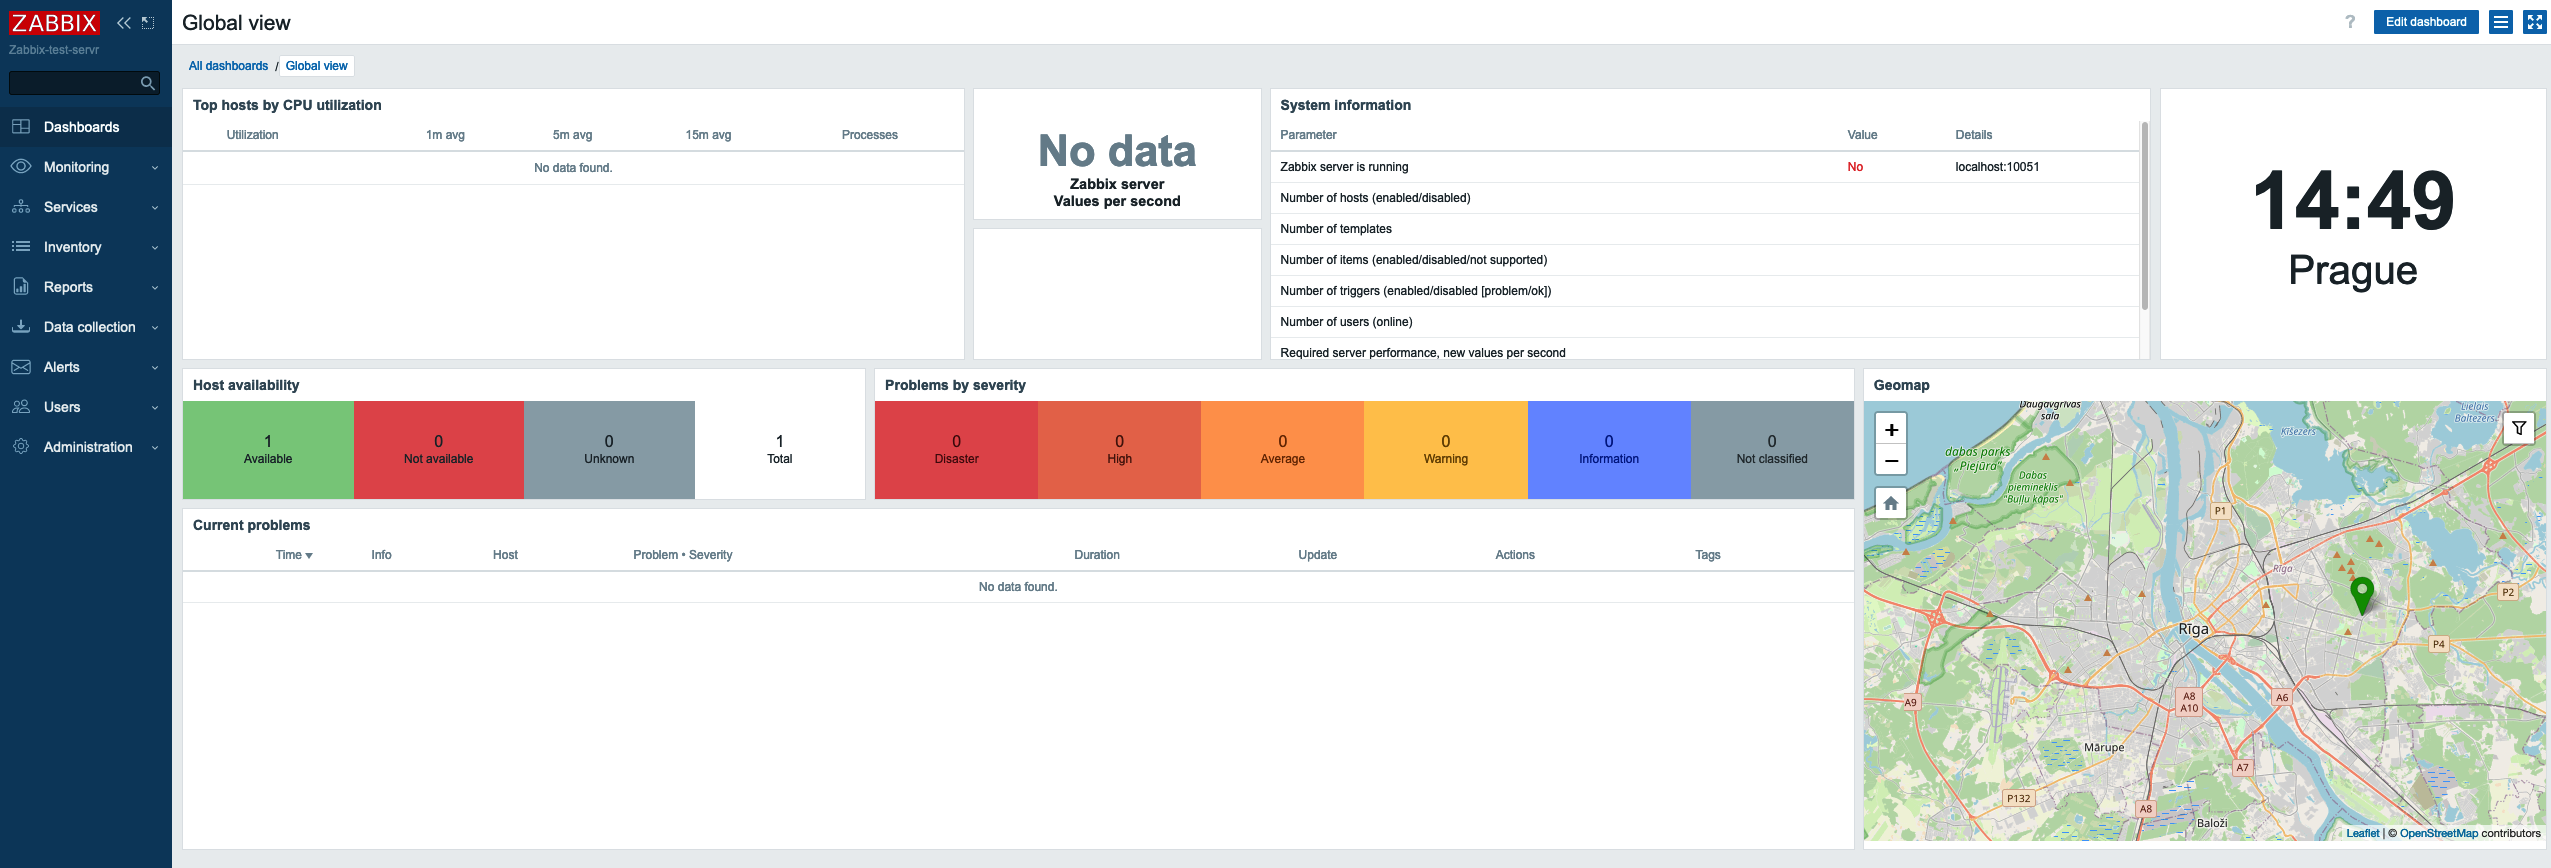 ZABBIX
Zabbix-test-servr
Dashboards
Monitoring
Services
Inventory
Reports
Data collection
Alerts
Users
Administration
Global view
? Edit dashboard
All dashboards / Global view
Top hosts by CPU utilization
Utilization 1m avg 5m avg 15m avg Processes
No data found.
No data
Zabbix server
Values per second
System information
Parameter Value Details
Zabbix server is running No localhost:10051
Number of hosts (enabled/disabled)
Number of templates
Number of items (enabled/disabled/not supported)
Number of triggers (enabled/disabled [problem/ok])
Number of users (online)
Required server performance, new values per second
14:49
Prague
Host availability
1 0 0 1
Available Not available Unknown Total
Problems by severity
0 0 0 0 0 0
Disaster High Average Warning Information Not classified
Current problems
Time Info Host Problem • Severity Duration Update Actions Tags
No data found.
Geomap
+
−
Daugavgrīvas
sala
Lielais
Baltezers
Ķīšezers
dabas parks
„Piejūra"
Dabas
piemineklis
"Buļļu kāpas"
P1
Rīga
P2
Rīga
P4
A9
A8
A10
A6
Mārupe
A7
P132
A8
Baloži
Leaflet | © OpenStreetMap contributors